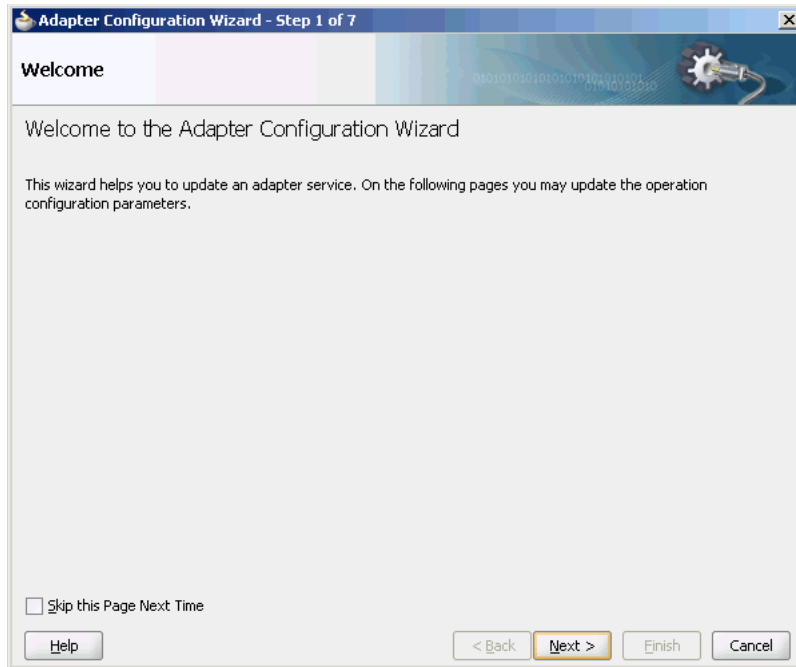 Adapter Configuration Wizard - Step 1 of 7
Welcome
Welcome to the Adapter Configuration Wizard
This wizard helps you to update an adapter service. On the following pages you may update the operation
configuration parameters.
Skip this Page Next Time
Help
< Back
Next >
Finish
Cancel